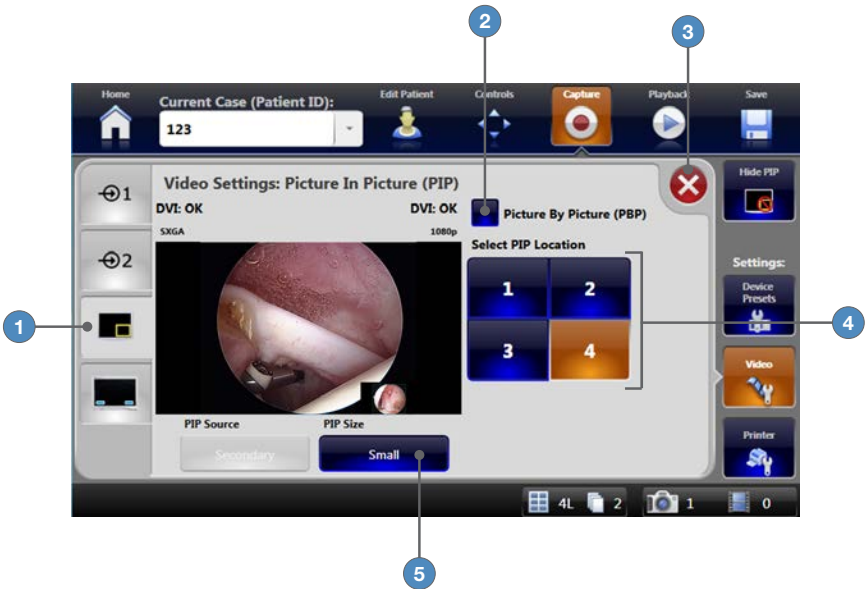 2
3
Home
Current Case (Patient ID):
Edit Patient
Controls
Capture
Playback
Save
123
1
Video Settings: Picture In Picture (PIP)
Hide PIP
DVI: OK
DVI: OK
Picture By Picture (PBP)
SXGA
1080p
Select PIP Location
2
Settings:
1
2
Device
Presets
1
4
3
4
Video
PIP Source
PIP Size
Printer
Secondary
Small
4L
2
1
0
5